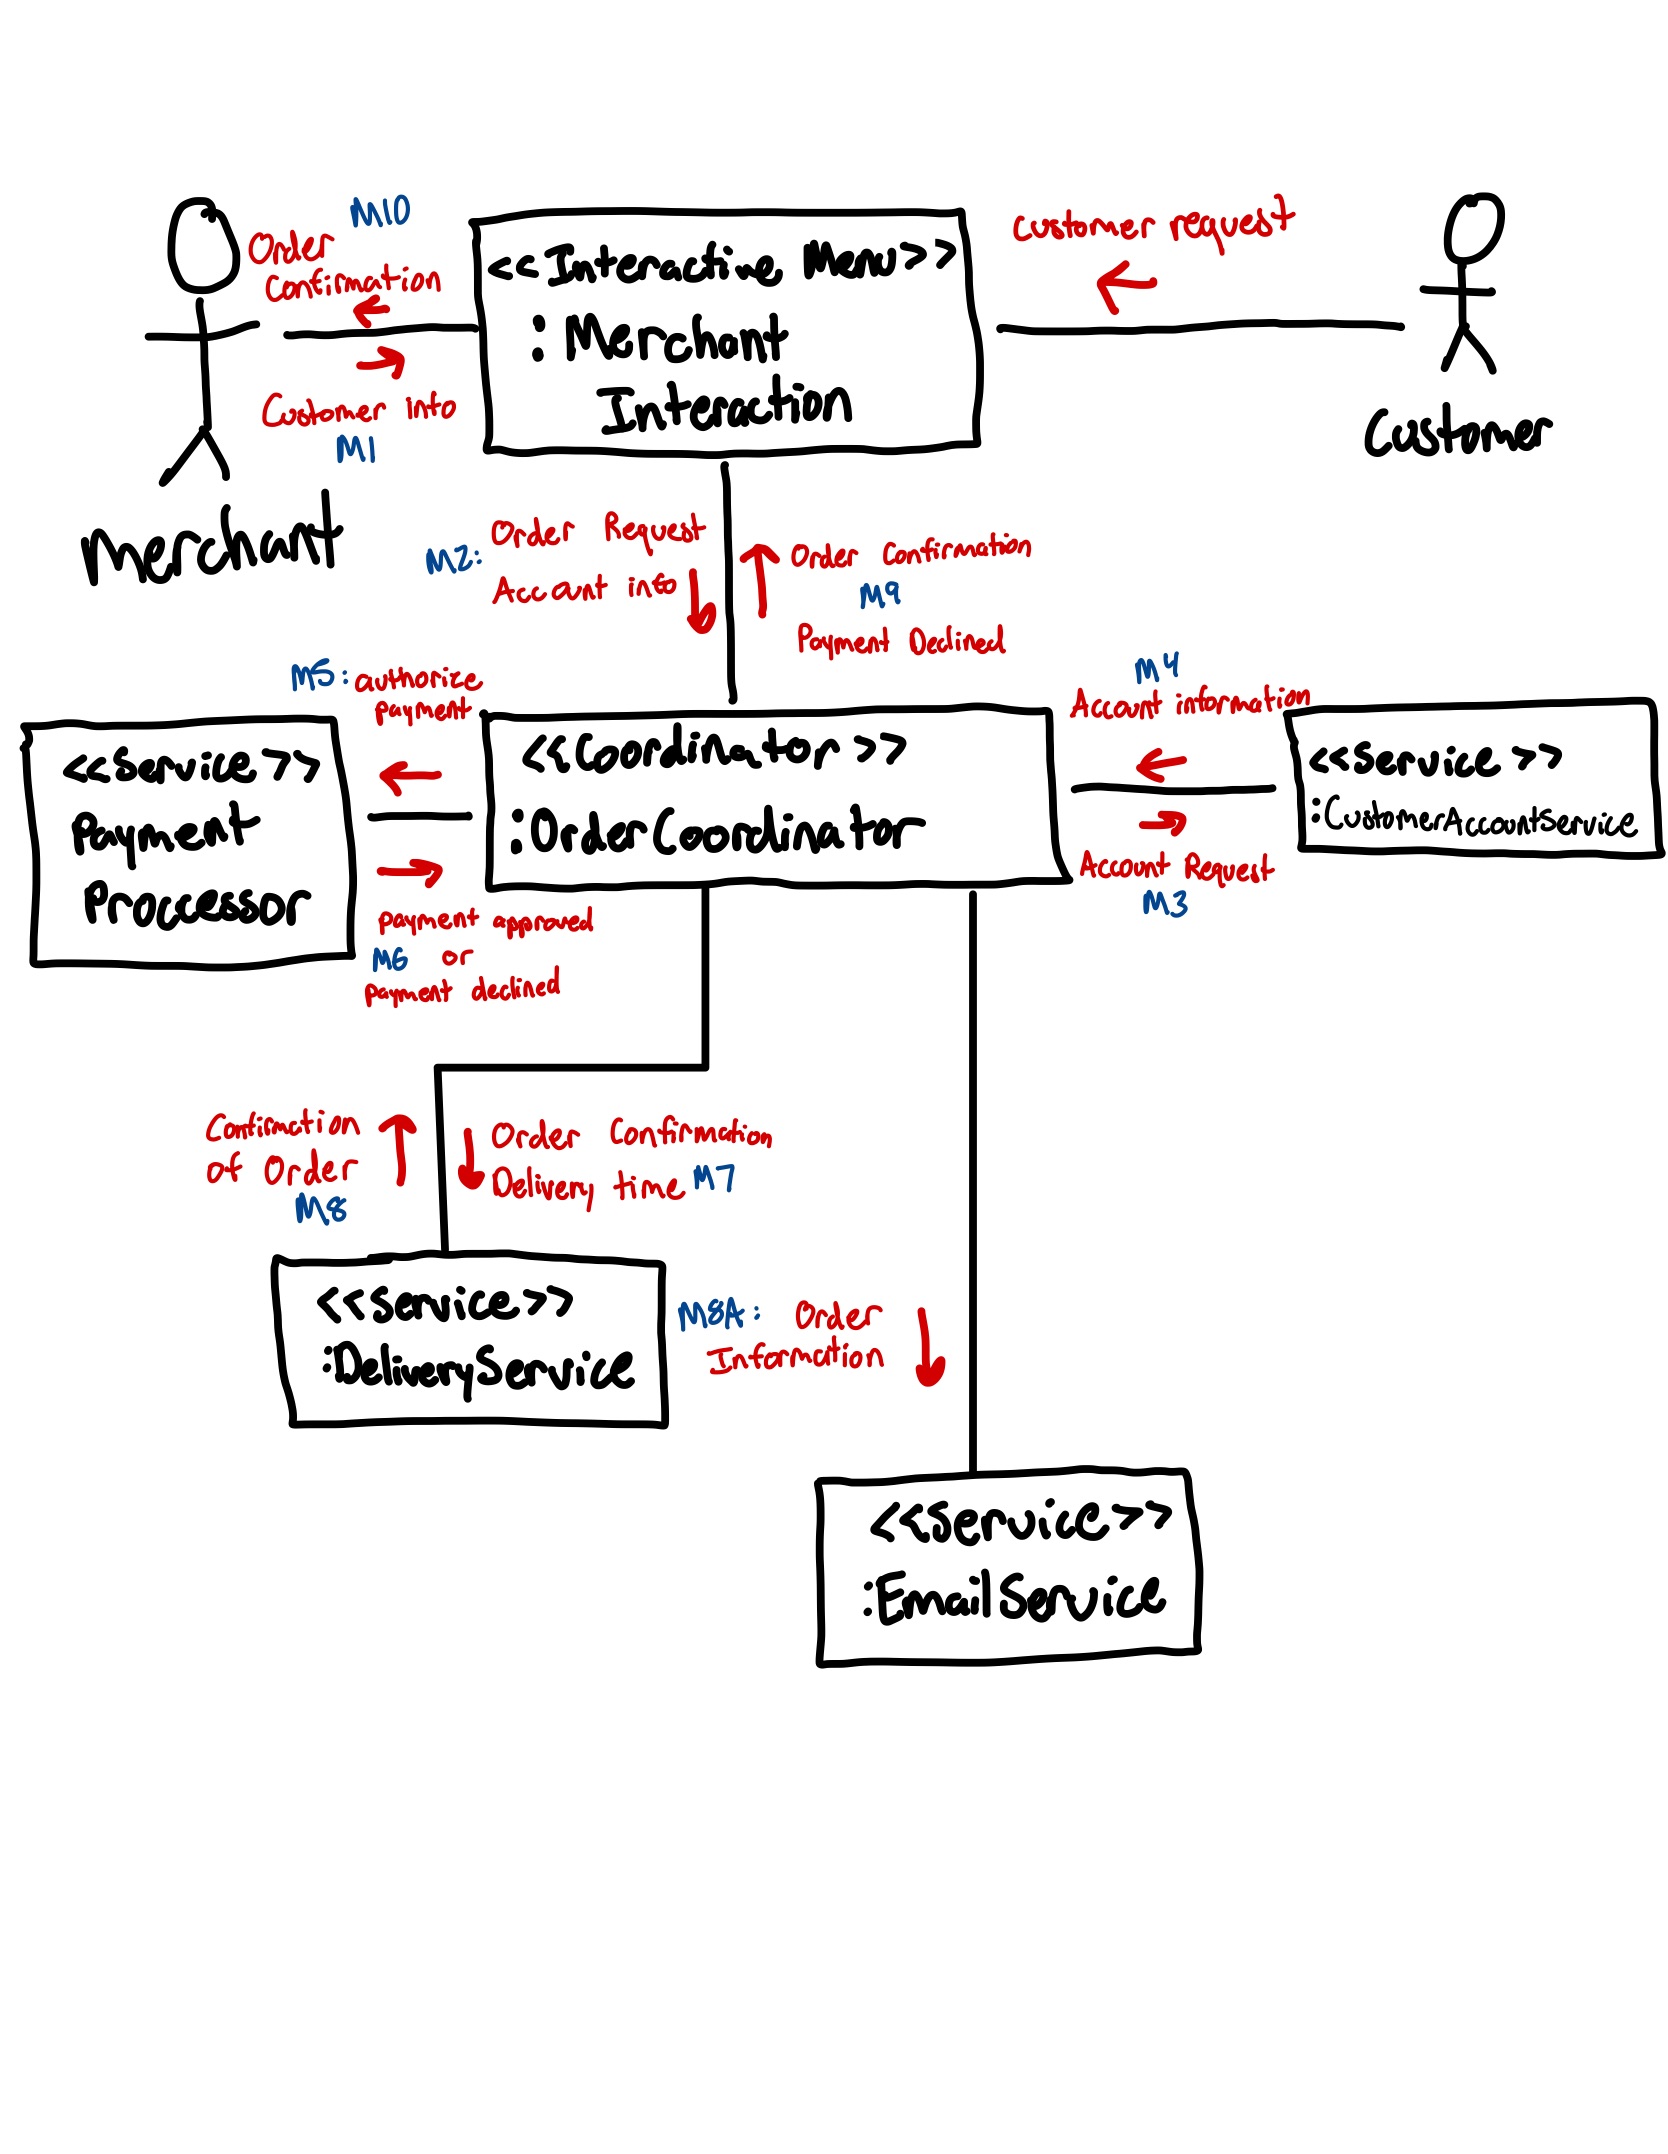 M10
Order
Confirmation
Customer info
M1
Merchant
<<Interactive Menu>>
: Merchant
Interaction
customer request
Customer
M2:
Order Request
Account info
Order Confirmation
M9
Payment Declined
M5: authorize
payment
<<Service>>
Payment
Proccessor
<<Coordinator>>
:OrderCoordinator
M4
Account information
<<Service>>
:CustomerAccountService
Account Request
M3
payment approved
M6 or
payment declined
Confirmation
of Order
M8
Order Confirmation
Delivery time M7
<<Service>>
:DeliveryService
M8A: Order
Information
<<Service>>
:EmailService